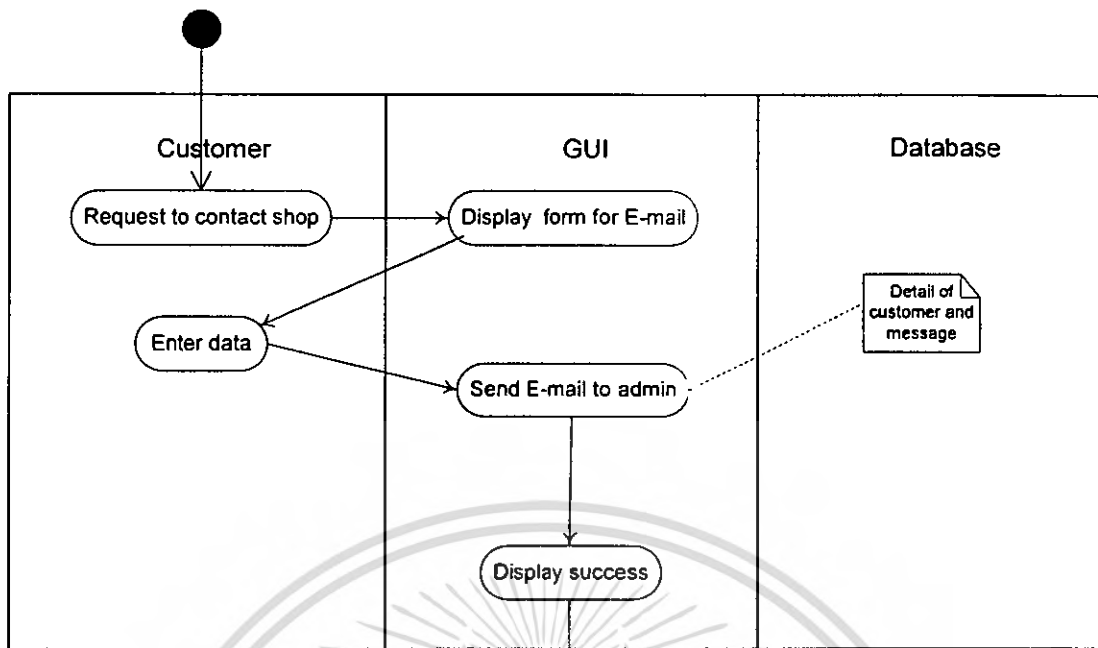 Customer
GUI
Database
Request to contact shop
Display form for E-mail
Detail of
customer and
message
Enter data
Send E-mail to admin
Display success